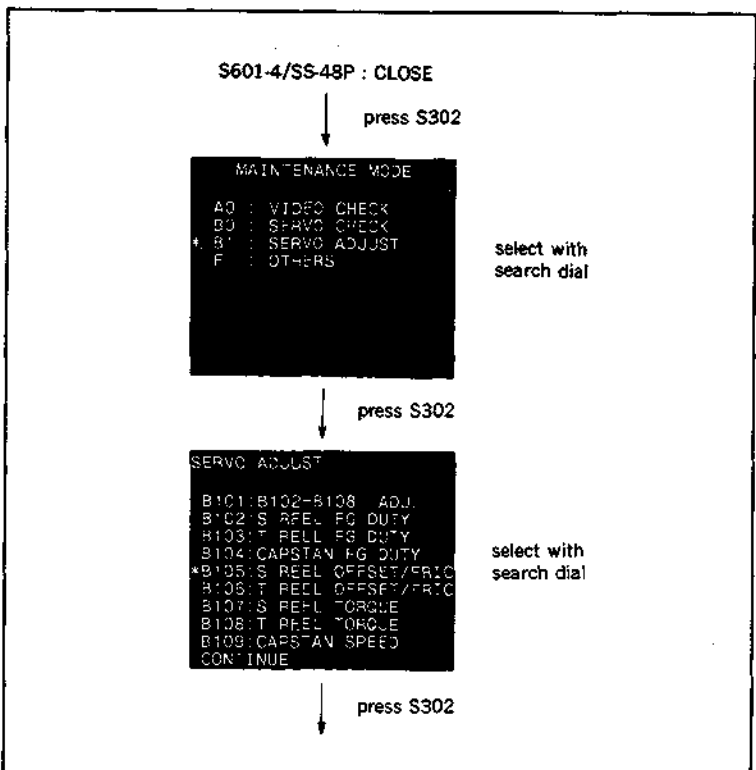 S601-4/SS-48P : CLOSE
press S302
MAINTENANCE MODE
A0 : VIDEO CHECK
B0 : SERVO CHECK
* B1 : SERVO ADJUST
F : OTHERS
select with
search dial
press S302
SERVO ADJUST
B101:B102-B108 ADJ.
B102:S REEL FG DUTY
B103:T REEL FG DUTY
B104:CAPSTAN FG DUTY
*B105:S REEL OFFSET/FRIC
B106:T REEL OFFSET/FRIC
B107:S REEL TORQUE
B108:T REEL TORQUE
B109:CAPSTAN SPEED
CONTINUE
select with
search dial
press S302